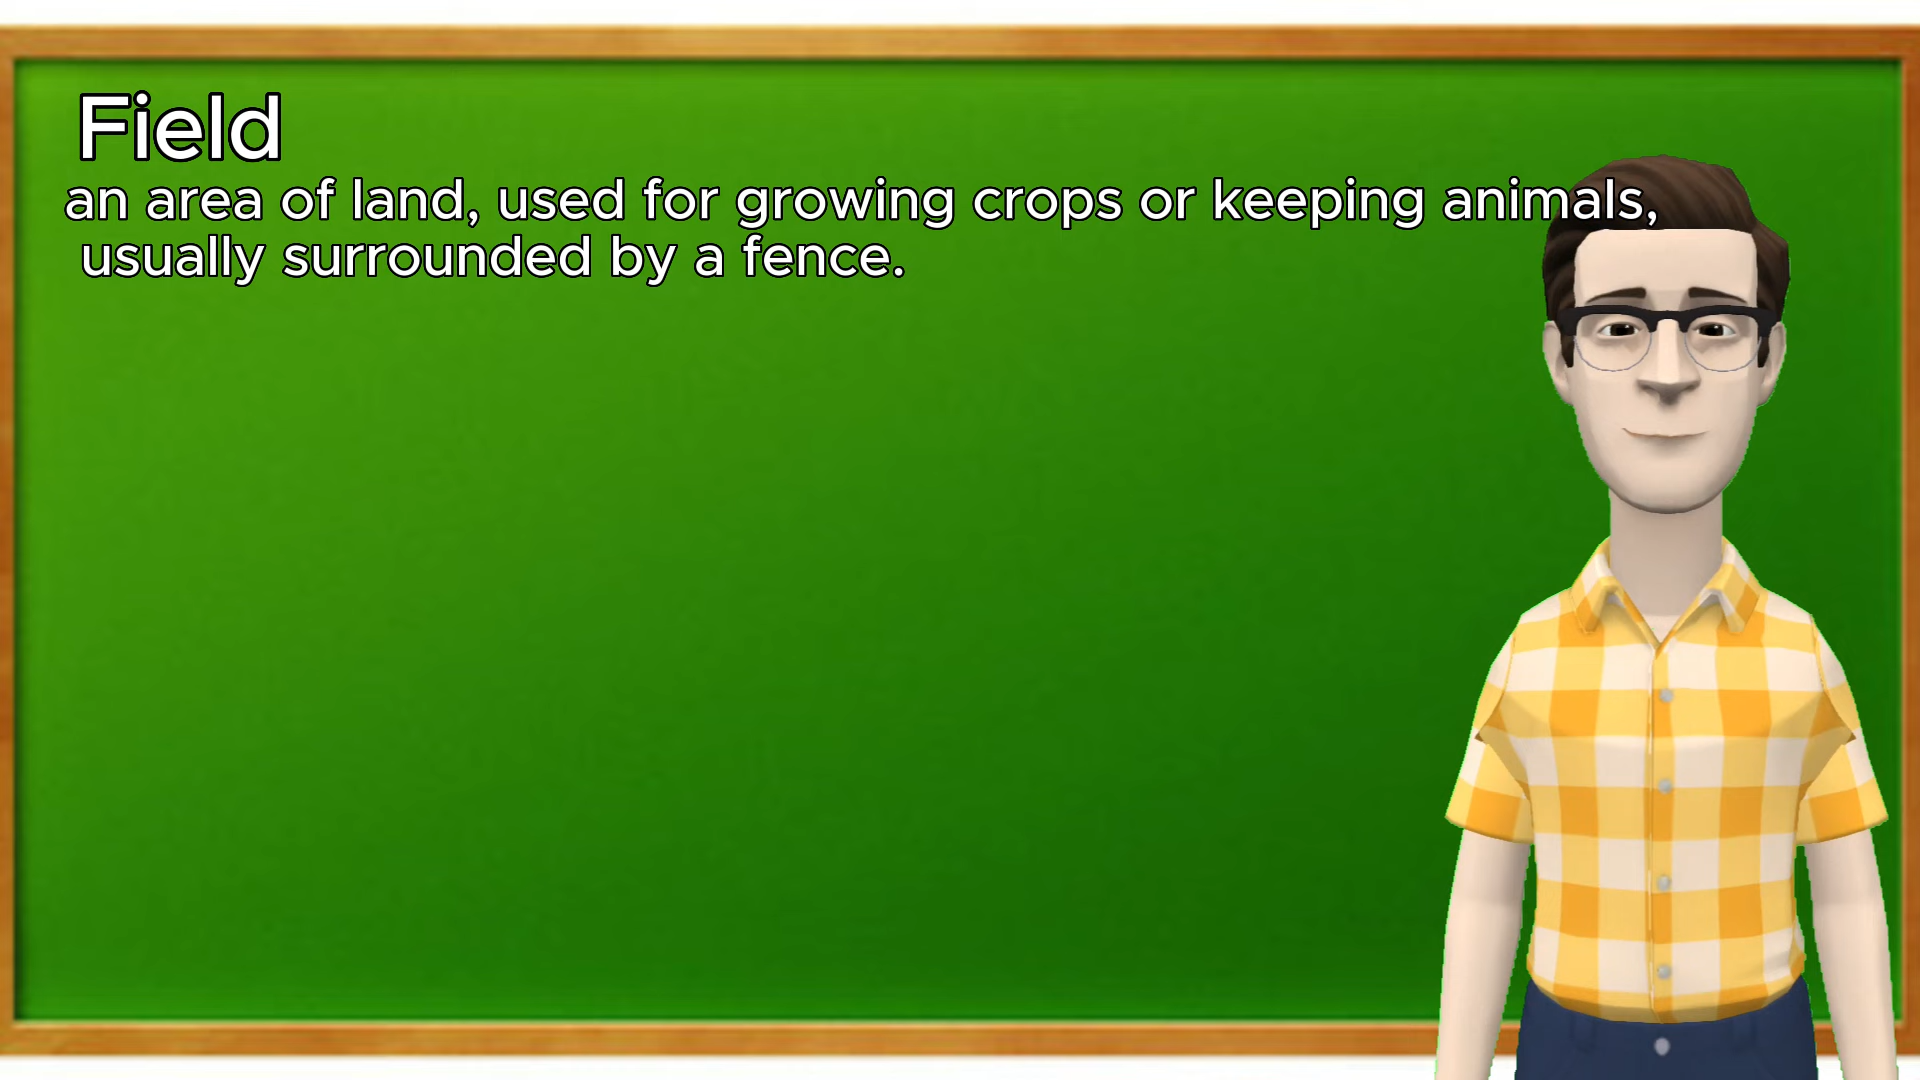 Field
an area of land, used for growing crops or keeping animals,
usually surrounded by a fence.